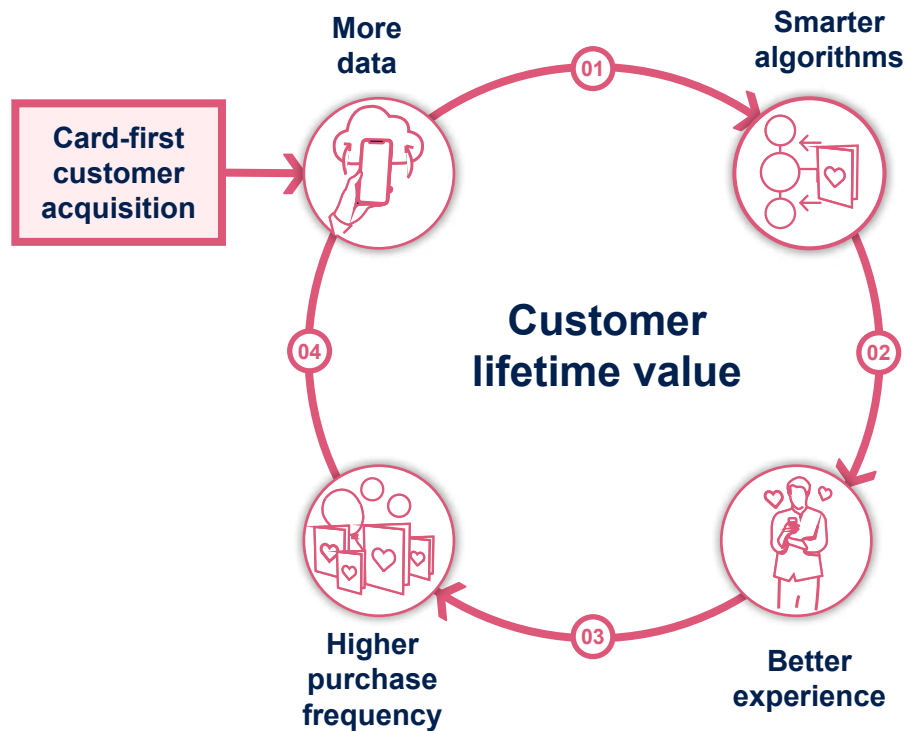 More
data
01
Smarter
algorithms
Card-first
customer
acquisition
Customer
lifetime value
04
02
03
Higher
purchase
frequency
Better
experience